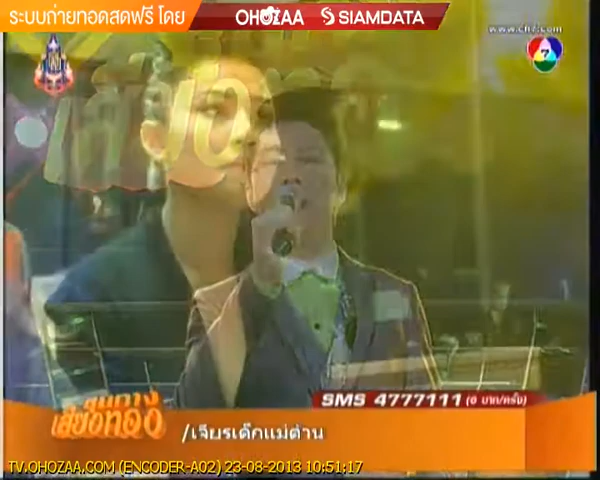 ระบบถ่ายทอดสดฟรี โดย OHOZAA SIAMDATA
www.ch7.com
7
SMS 4777111 (6 บาท/ครั้ง)
เสียงทอง
/เจียรเด็กแม่ด้าน
TV.OHOZAA.COM (ENCODER-A02) 23-08-2013 10:51:17